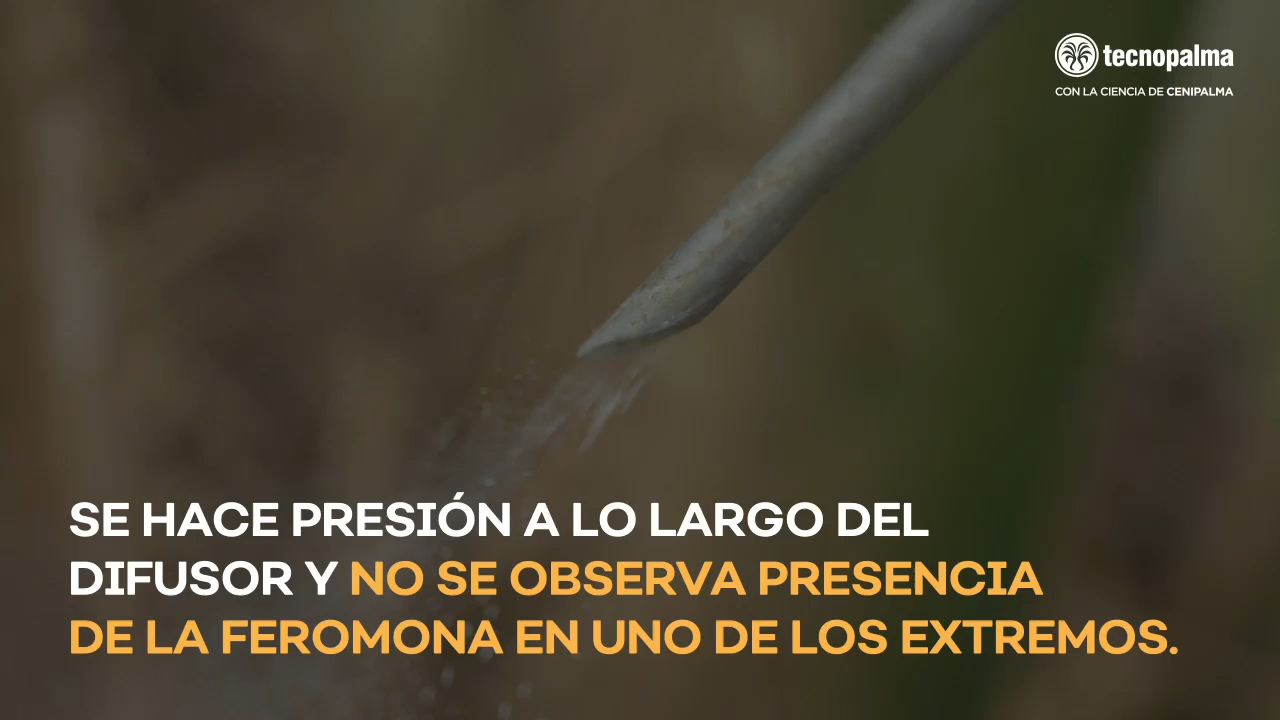 tecnopalma
CON LA CIENCIA DE CENIPALMA
SE HACE PRESIÓN A LO LARGO DEL
DIFUSOR Y NO SE OBSERVA PRESENCIA
DE LA FEROMONA EN UNO DE LOS EXTREMOS.